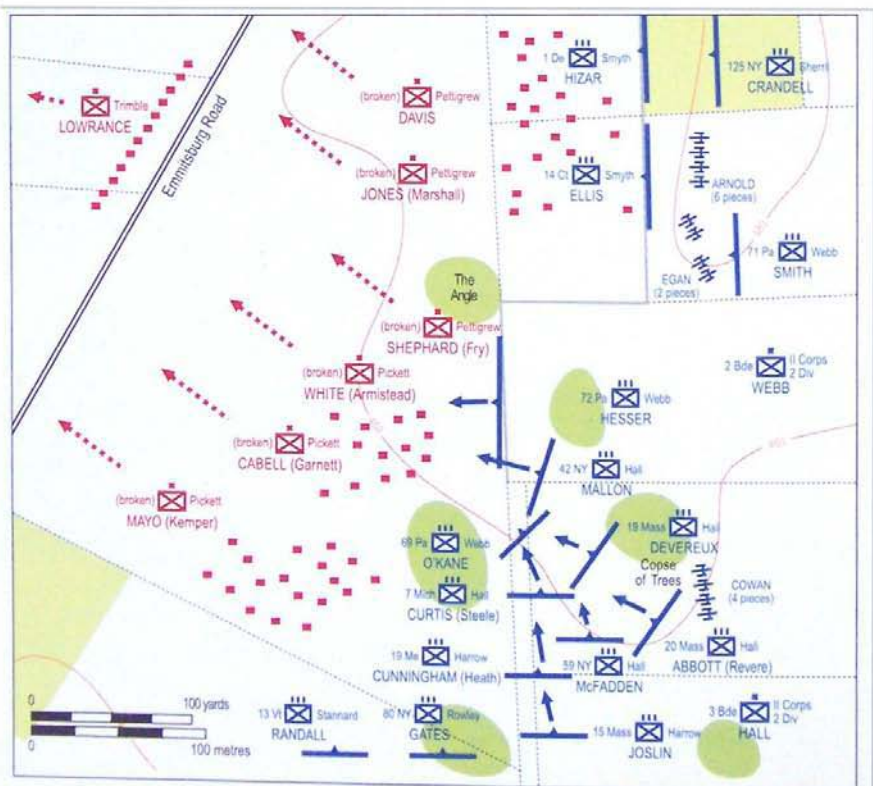 Trimble
LOWRANCE
Emmitsburg Road
(broken) Pettigrew
DAVIS
(broken) Pettigrew
JONES (Marshall)
1 De Smyth
HIZAR
125 NY Sherril
CRANDELL
14 Ct Smyth
ELLIS
ARNOLD
(6 pieces)
EGAN
(2 pieces)
71 Pa Webb
SMITH
The
Angle
(broken) Pettigrew
SHEPHARD (Fry)
(broken) Pickett
WHITE (Armistead)
2 Bde II Corps
2 Div
WEBB
72 Pa Webb
HESSER
(broken) Pickett
CABELL (Garnett)
42 NY Hall
MALLON
(broken) Pickett
MAYO (Kemper)
69 Pa Webb
O'KANE
19 Mass Hall
DEVEREUX
Copse
of Trees
COWAN
(4 pieces)
7 Mich Hall
CURTIS (Steele)
19 Me Harrow
CUNNINGHAM (Heath)
59 NY Hall
McFADDEN
20 Mass Hall
ABBOTT (Revere)
0 100 yards
0 100 metres
13 Vt Stannard
RANDALL
80 NY Rowley
GATES
15 Mass Harrow
JOSLIN
3 Bde II Corps
2 Div
HALL